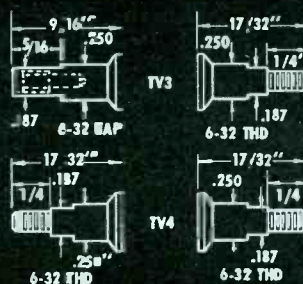 9 16" 17/32"
5/16 .250 .250 1/4"
TV3
.87 6-32 TAP .187
6-32 THD
17 32" 17/32"
.187 .250
1/4 1/4
TV4
.25" .187
6-32 THD 6-32 THD